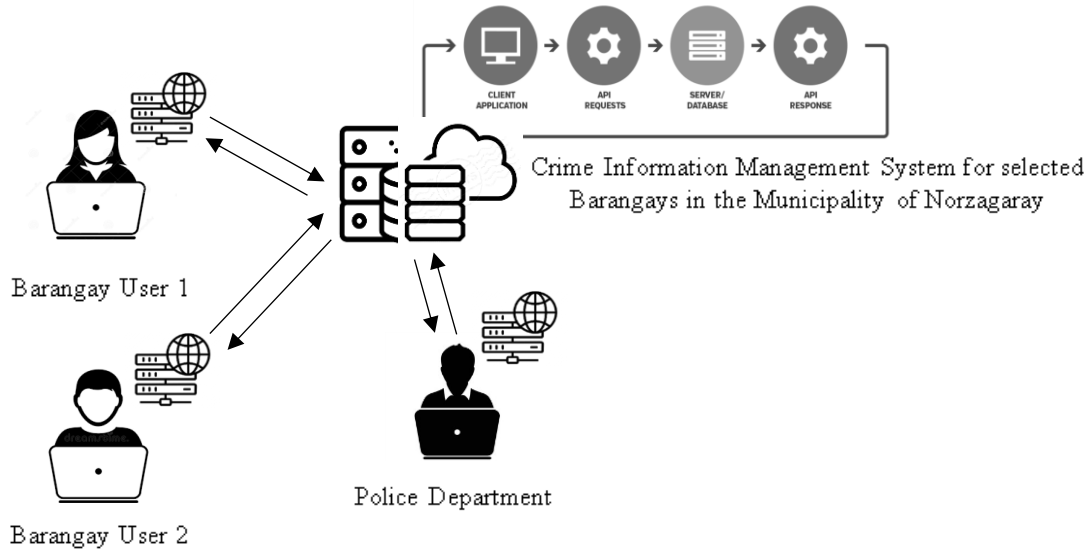 CLIENT
APPLICATION
API
REQUESTS
SERVER/
DATABASE
API
RESPONSE
Crime Information Management System for selected
Barangays in the Municipality of Norzagaray
Barangay User 1
dreamstime.
Police Department
Barangay User 2